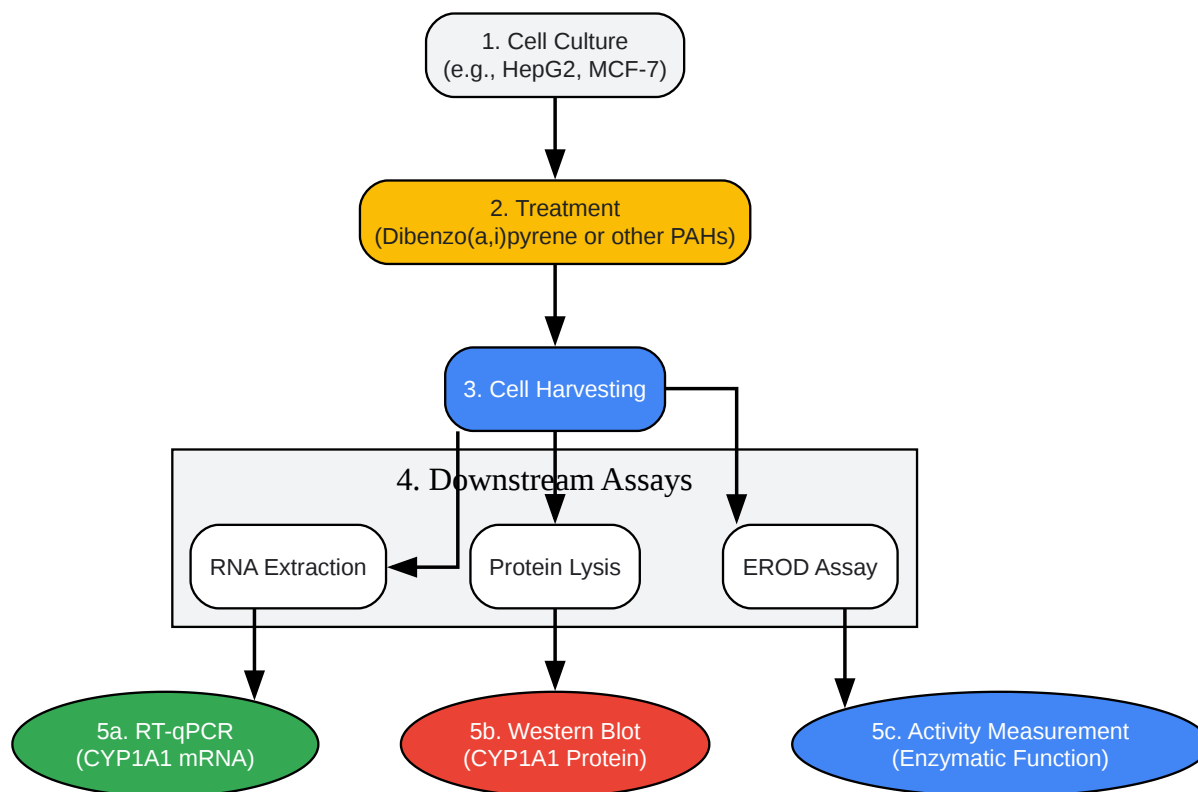 1. Cell Culture
(e.g., HepG2, MCF-7)
2. Treatment
(Dibenzo(a,i)pyrene or other PAHs)
3. Cell Harvesting
4. Downstream Assays
RNA Extraction
Protein Lysis
EROD Assay
5a. RT-qPCR
(CYP1A1 mRNA)
5b. Western Blot
(CYP1A1 Protein)
5c. Activity Measurement
(Enzymatic Function)